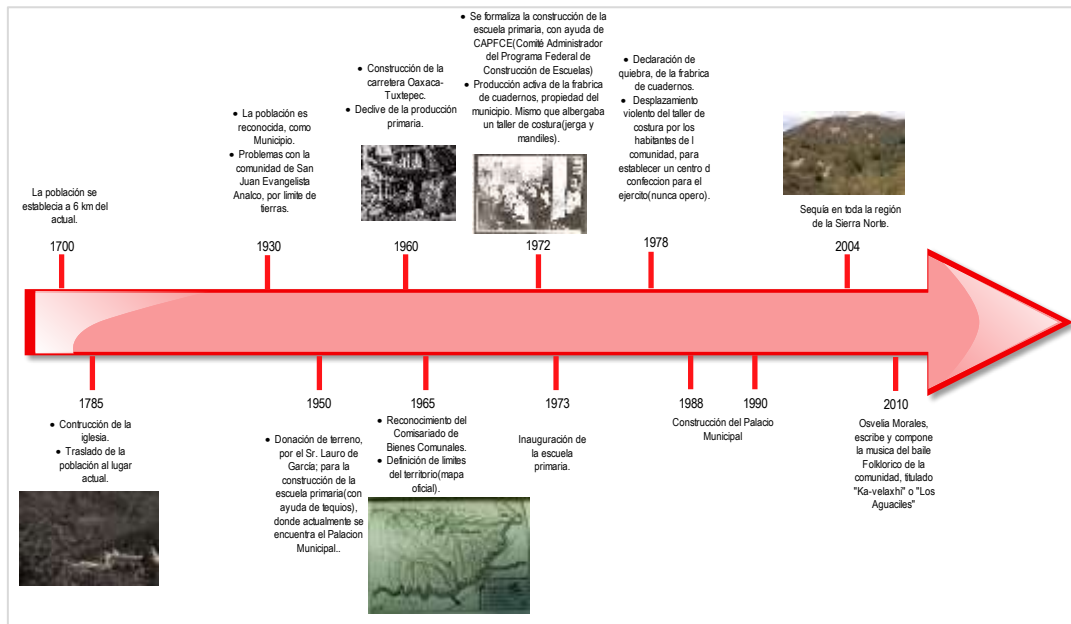 La población se
establecia a 6 km del
actual.
1700
• La población es
reconocida, como
Municipio.
• Problemas con la
comunidad de San
Juan Evangelista
Analco, por limite de
tierras.
1930
• Construcción de la
carretera Oaxaca-
Tuxtepec.
• Declive de la producción
primaria.
1960
• Se formaliza la construcción de la
escuela primaria, con ayuda de
CAPFCE(Comité Administrador
del Programa Federal de
Construcción de Escuelas)
• Producción activa de la frabrica
de cuadernos, propiedad del
municipio. Mismo que albergaba
un taller de costura(jerga y
mandiles).
1972
• Declaración de
quiebra, de la frabrica
de cuadernos.
• Desplazamiento
violento del taller de
costura por los
habitantes de l
comunidad, para
establecer un centro d
confeccion para el
ejercito(nunca opero).
1978
Sequía en toda la región
de la Sierra Norte.
2004
1785
• Contrucción de la
iglesia.
• Traslado de la
población al lugar
actual.
1950
• Donación de terreno,
por el Sr. Lauro de
García; para la
construcción de la
escuela primaria(con
ayuda de tequios),
donde actualmente se
encuentra el Palacion
Municipal..
1965
• Reconocimiento del
Comisariado de
Bienes Comunales.
• Definición de limites
del territorio(mapa
oficial).
1973
Inauguración de
la escuela
primaria.
1988 1990
Construcción del Palacio
Municipal
2010
Osvelia Morales,
escribe y compone
la musica del baile
Folklorico de la
comunidad, titulado
"Ka-velaxhi" o "Los
Aguaciles"